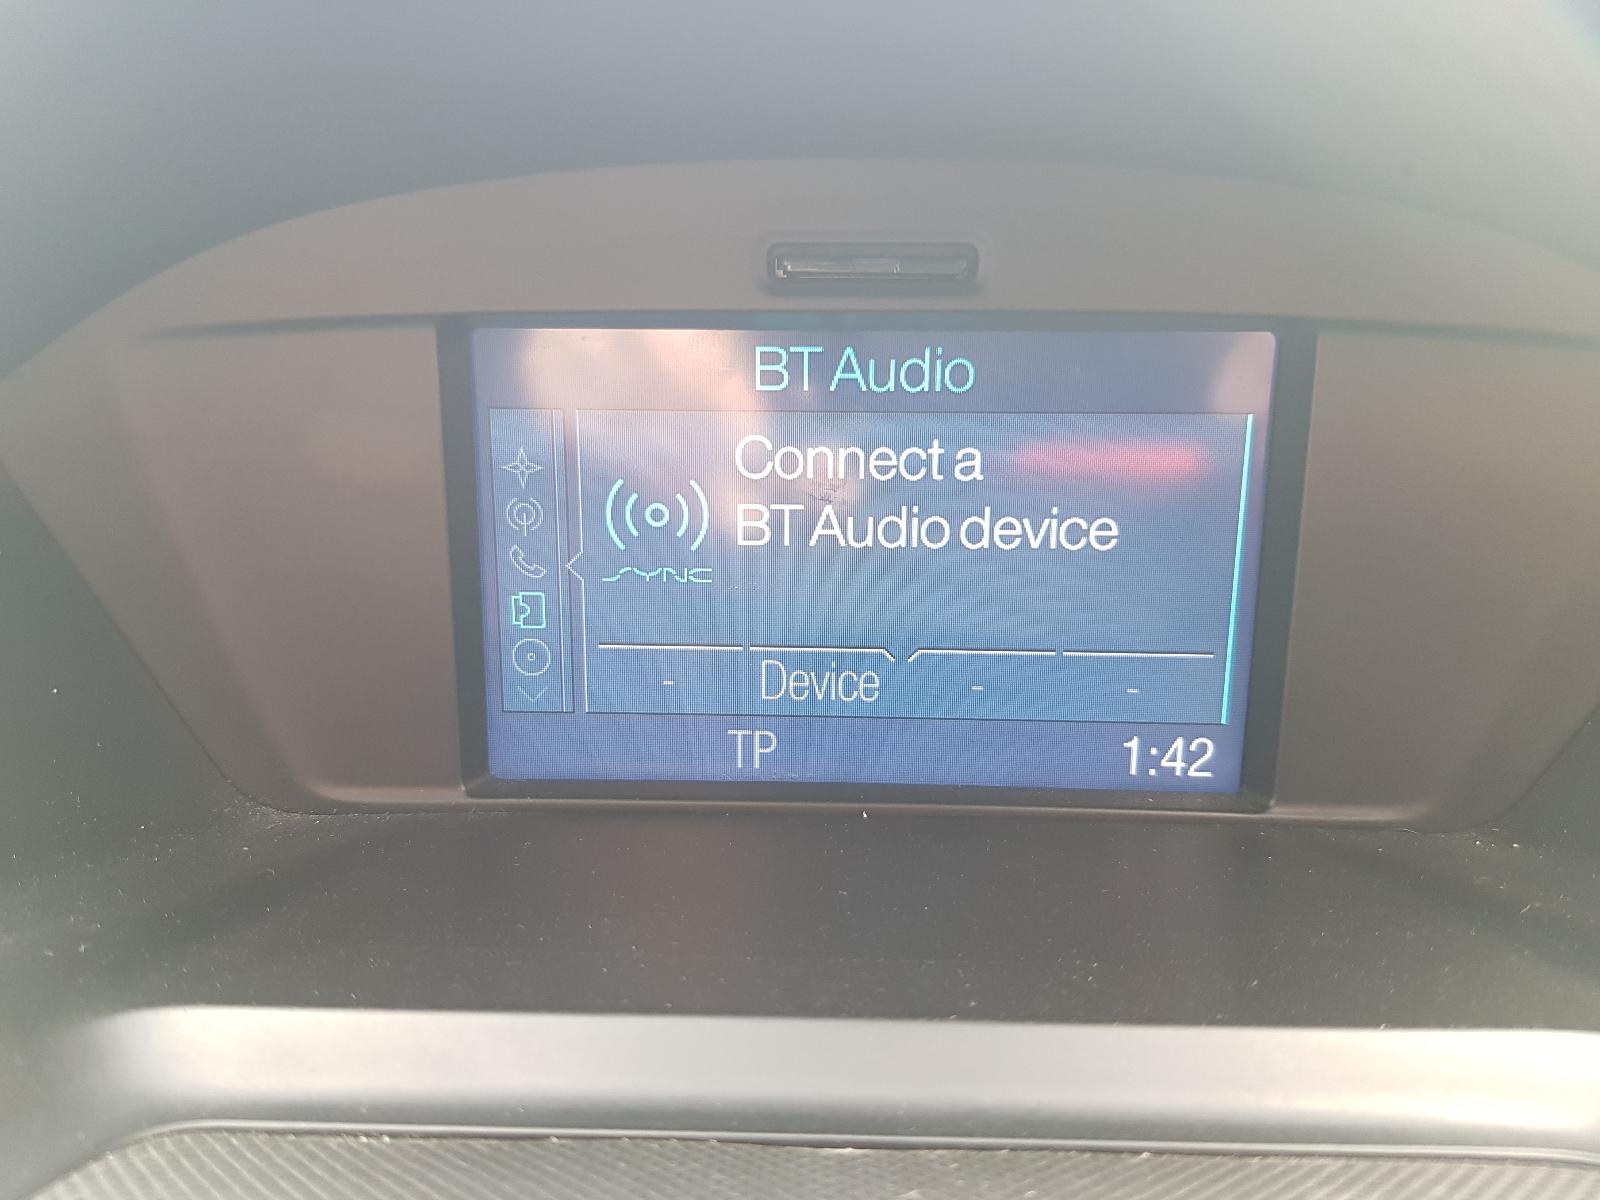 BT Audio
Connect a
BT Audio device
SYNC
- Device - -
TP 1:42